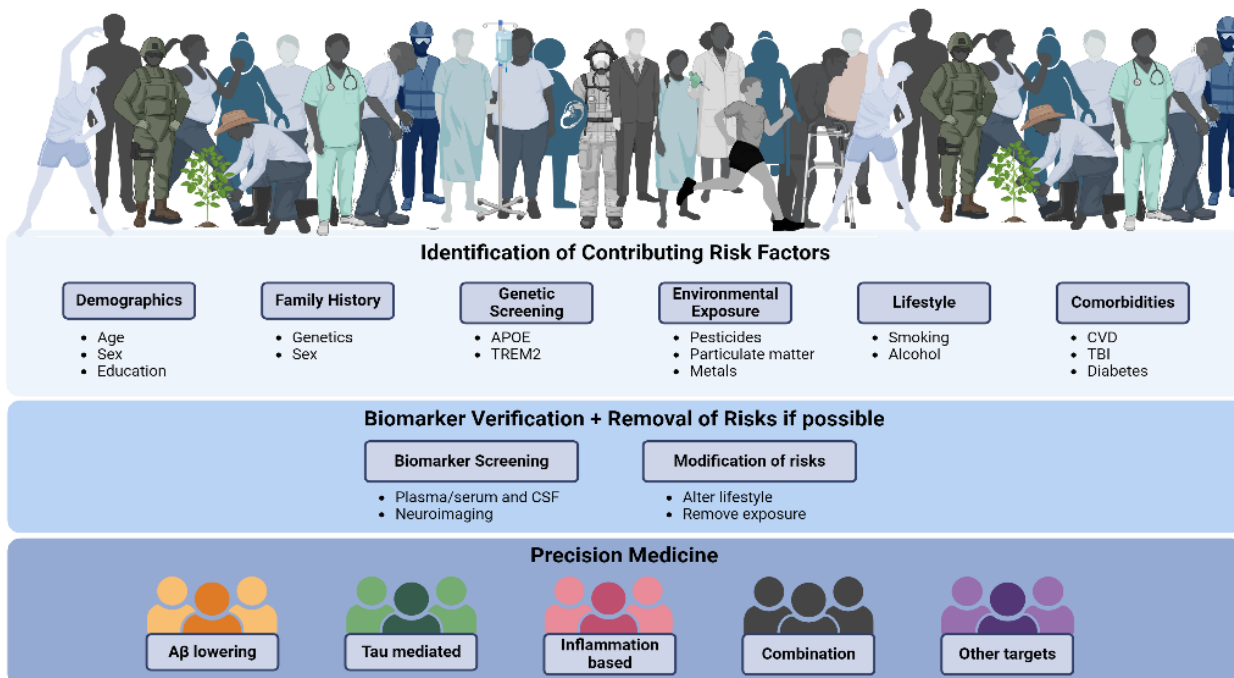 Identification of Contributing Risk Factors
Demographics
• Age
• Sex
• Education
Family History
• Genetics
• Sex
Genetic
Screening
• APOE
• TREM2
Environmental
Exposure
• Pesticides
• Particulate matter
• Metals
Lifestyle
• Smoking
• Alcohol
Comorbidities
• CVD
• TBI
• Diabetes
Biomarker Verification + Removal of Risks if possible
Biomarker Screening
• Plasma/serum and CSF
• Neuroimaging
Modification of risks
• Alter lifestyle
• Remove exposure
Precision Medicine
Aβ lowering
Tau mediated
Inflammation
based
Combination
Other targets